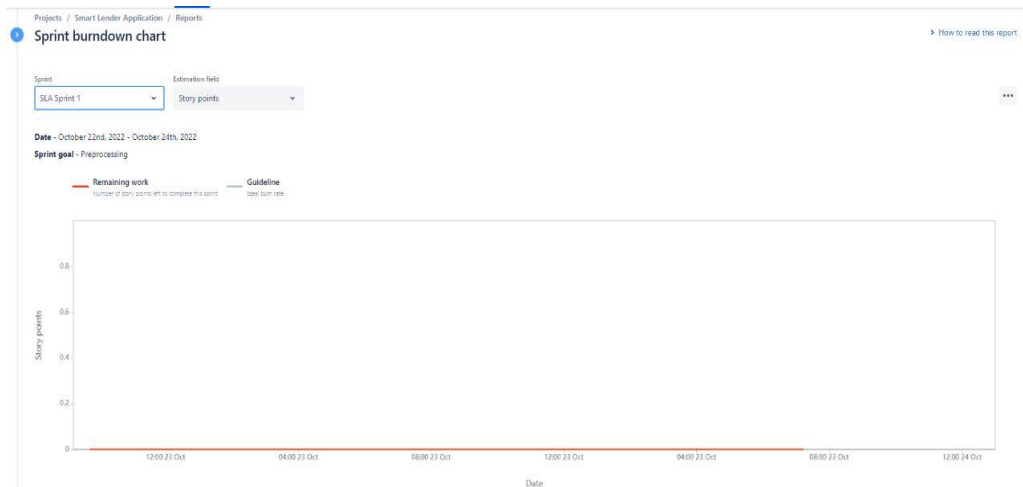 Projects / Smart Lender Application / Reports
Sprint burndown chart
How to read this report
Sprint Estimation field
SLA Sprint 1 Story points
Date - October 22nd, 2022 - October 24th, 2022
Sprint goal - Preprocessing
Remaining work Guideline
Number of story points left to complete this sprint Ideal burn rate
0.8
0.6
0.4
0.2
0
Story points
12:00 23 Oct 04:00 23 Oct 08:00 23 Oct 12:00 23 Oct 04:00 23 Oct 08:00 23 Oct 12:00 24 Oct
Date